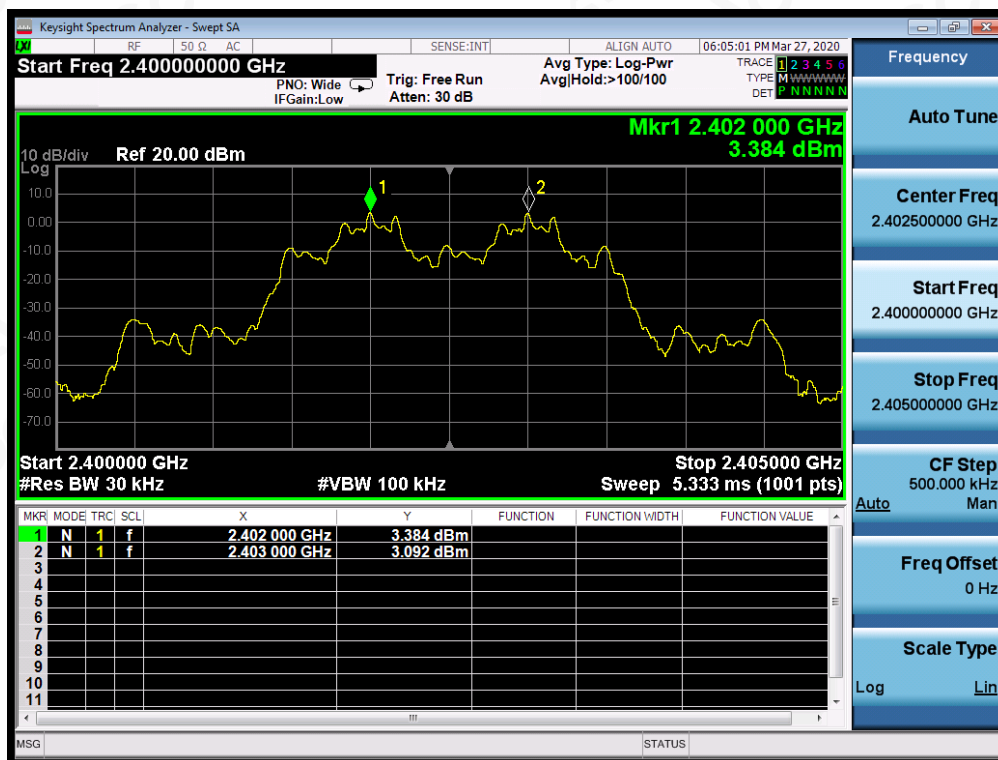 Keysight Spectrum Analyzer - Swept SA
LXI RF 50 Ω AC SENSE:INT ALIGN AUTO 06:05:01 PM Mar 27, 2020
Start Freq 2.400000000 GHz
PNO: Wide
IFGain:Low
Trig: Free Run
Atten: 30 dB
Avg Type: Log-Pwr
Avg|Hold:>100/100
TRACE 1 2 3 4 5 6
TYPE M WWWWW
DET P N N N N N
Mkr1 2.402 000 GHz
3.384 dBm
10 dB/div Ref 20.00 dBm
Log
10.0
0.00
-10.0
-20.0
-30.0
-40.0
-50.0
-60.0
-70.0
1
2
Start 2.400000 GHz Stop 2.405000 GHz
#Res BW 30 kHz #VBW 100 kHz Sweep 5.333 ms (1001 pts)
MKR MODE TRC SCL X Y FUNCTION FUNCTION WIDTH FUNCTION VALUE
1 N 1 f 2.402 000 GHz 3.384 dBm
2 N 1 f 2.403 000 GHz 3.092 dBm
3
4
5
6
7
8
9
10
11
MSG STATUS
Frequency
Auto Tune
Center Freq
2.402500000 GHz
Start Freq
2.400000000 GHz
Stop Freq
2.405000000 GHz
CF Step
500.000 kHz
Auto Man
Freq Offset
0 Hz
Scale Type
Log Lin